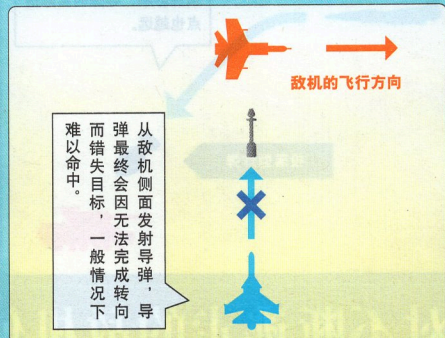 敌机的飞行方向
从敌机侧面发射导弹，导
弹最终会因无法完成转向
而错失目标，一般情况下
难以命中。